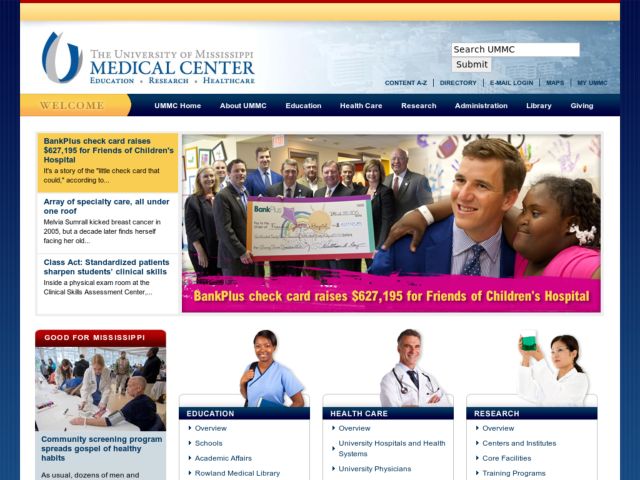 THE UNIVERSITY OF MISSISSIPPI
MEDICAL CENTER
EDUCATION • RESEARCH • HEALTHCARE
Search UMMC
Submit
CONTENT A-Z | DIRECTORY | E-MAIL LOGIN | MAPS | MY UMMC
WELCOME
UMMC Home About UMMC Education Health Care Research Administration Library Giving
BankPlus check card raises
$627,195 for Friends of Children's
Hospital
It's a story of the "little check card that
could," according to...
Array of specialty care, all under
one roof
Melvia Sumrall kicked breast cancer in
2005, but a decade later finds herself
facing her old...
Class Act: Standardized patients
sharpen students' clinical skills
Inside a physical exam room at the
Clinical Skills Assessment Center,...
BankPlus
BankPlus check card raises $627,195 for Friends of Children's Hospital
GOOD FOR MISSISSIPPI
Community screening program
spreads gospel of healthy
habits
As usual, dozens of men and
EDUCATION
Overview
Schools
Academic Affairs
Rowland Medical Library
HEALTH CARE
Overview
University Hospitals and Health
Systems
University Physicians
RESEARCH
Overview
Centers and Institutes
Core Facilities
Training Programs